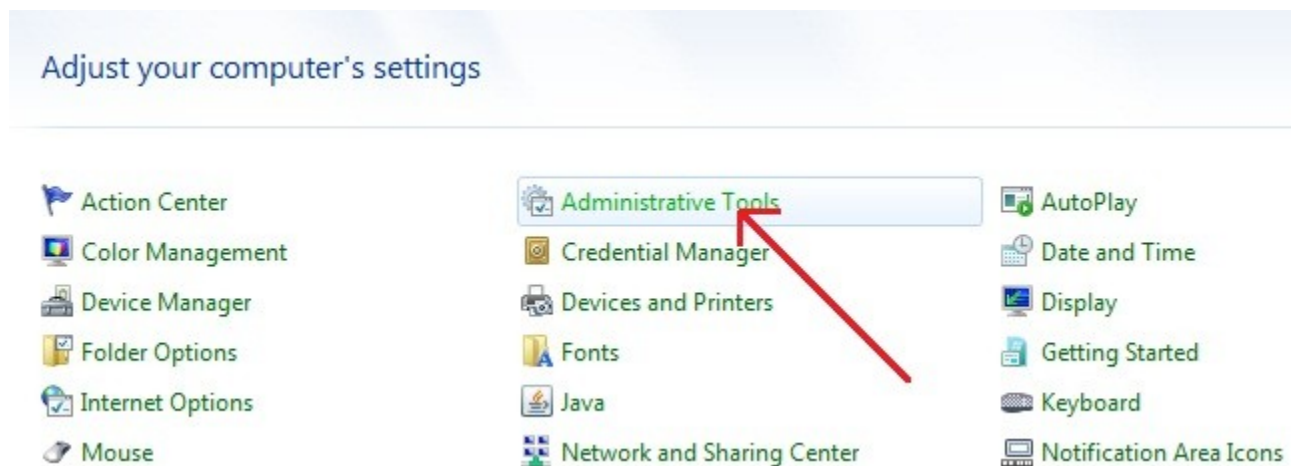 Adjust your computer's settings
Action Center
Administrative Tools
AutoPlay
Color Management
Credential Manager
Date and Time
Device Manager
Devices and Printers
Display
Folder Options
Fonts
Getting Started
Internet Options
Java
Keyboard
Mouse
Network and Sharing Center
Notification Area Icons